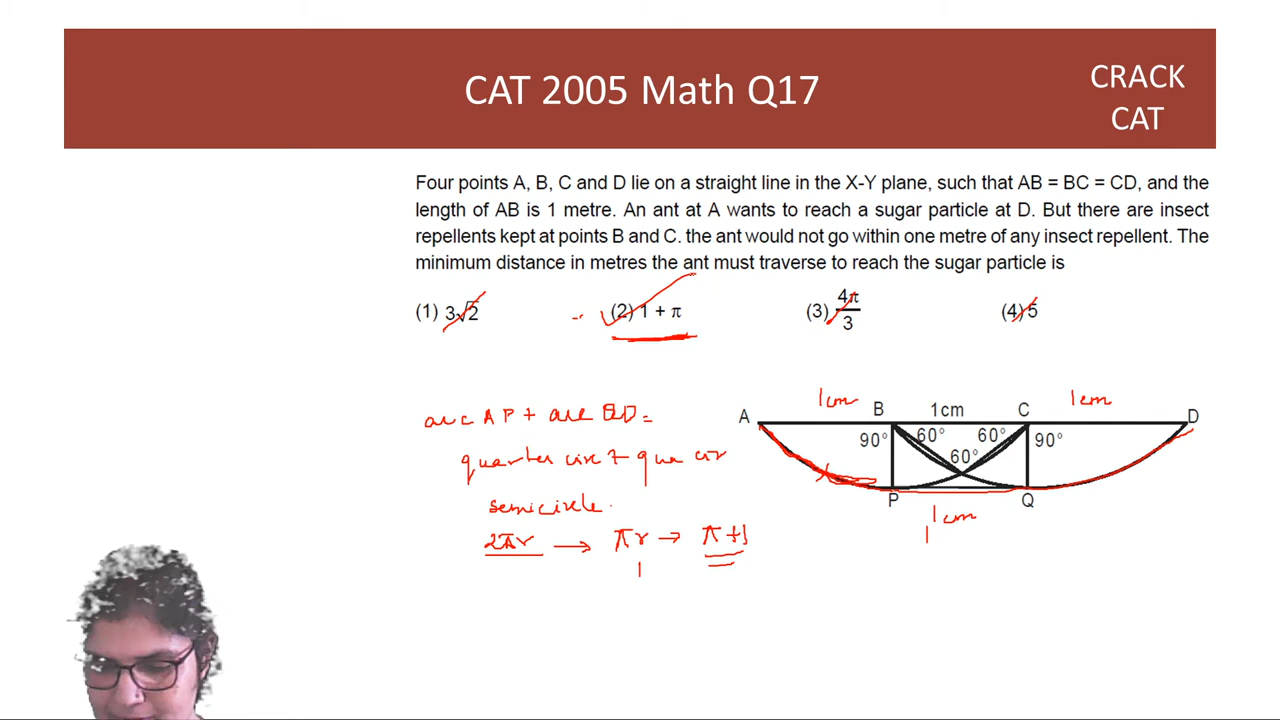 CAT 2005 Math Q17
CRACK
CAT
Four points A, B, C and D lie on a straight line in the X-Y plane, such that AB = BC = CD, and the
length of AB is 1 metre. An ant at A wants to reach a sugar particle at D. But there are insect
repellents kept at points B and C. the ant would not go within one metre of any insect repellent. The
minimum distance in metres the ant must traverse to reach the sugar particle is
(1) 3√2 (2) 1 + π (3) 4π/3 (4) 5
arc AP + arc QD =
quarter circ + qua cir
semicircle.
2πr → πr → π+1
1
1cm 1cm 1cm
A B C D
90° 60° 60° 90°
60°
P Q
1cm
1